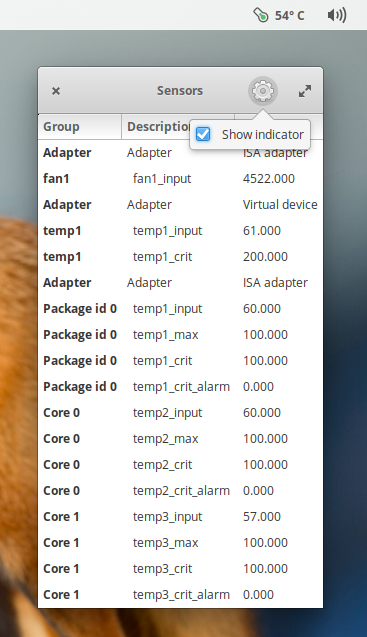 54° C
Sensors
Show indicator
Group Description
Adapter Adapter ISA adapter
fan1 fan1_input 4522.000
Adapter Adapter Virtual device
temp1 temp1_input 61.000
temp1 temp1_crit 200.000
Adapter Adapter ISA adapter
Package id 0 temp1_input 60.000
Package id 0 temp1_max 100.000
Package id 0 temp1_crit 100.000
Package id 0 temp1_crit_alarm 0.000
Core 0 temp2_input 60.000
Core 0 temp2_max 100.000
Core 0 temp2_crit 100.000
Core 0 temp2_crit_alarm 0.000
Core 1 temp3_input 57.000
Core 1 temp3_max 100.000
Core 1 temp3_crit 100.000
Core 1 temp3_crit_alarm 0.000